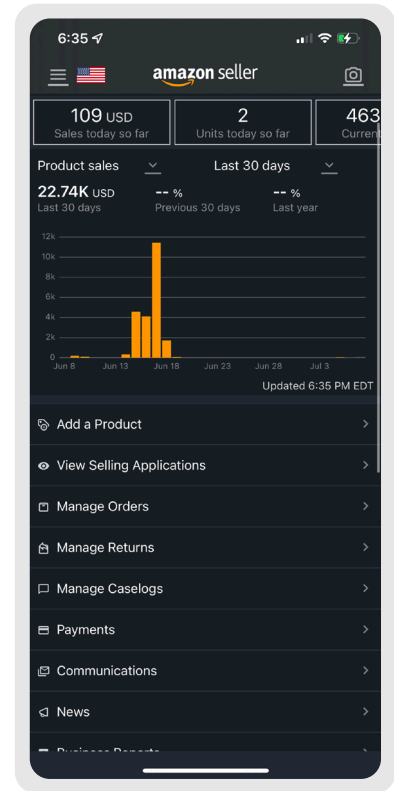 6:35
amazon seller
109 USD
Sales today so far
2
Units today so far
463
Current
Product sales
Last 30 days
22.74K USD
Last 30 days
-- %
Previous 30 days
-- %
Last year
12k
10k
8k
6k
4k
2k
0
Jun 8 Jun 13 Jun 18 Jun 23 Jun 28 Jul 3
Updated 6:35 PM EDT
Add a Product
View Selling Applications
Manage Orders
Manage Returns
Manage Caselogs
Payments
Communications
News
Business Reports